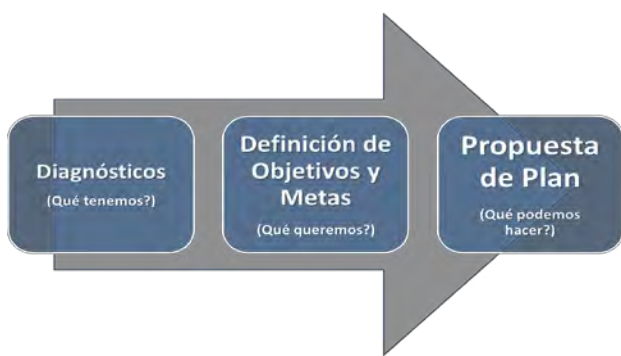 Diagnósticos
(Qué tenemos?)
Definición de
Objetivos y
Metas
(Qué queremos?)
Propuesta
de Plan
(Qué podemos
hacer?)